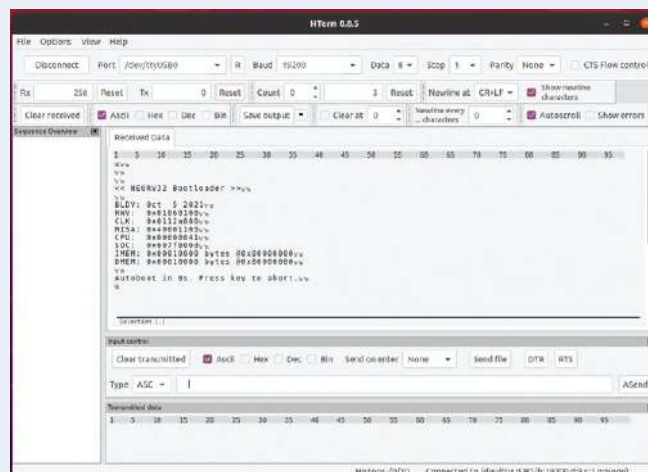 HTerm 0.8.5
File Options View Help
Disconnect Port /dev/ttyUSB0 R Baud 19200 Data 8 Stop 1 Parity None CTS Flow control
Rx 256 Reset Tx 0 Reset Count 0 3 Reset Newline at CR+LF Show newline characters
Clear received Ascii Hex Dec Bin Save output Clear at 0 Newline every ... characters 0 Autoscroll Show errors
Sequence Overview
Received Data
1 5 10 15 20 25 30 35 40 45 50 55 60 65 70 75 80 85 90 95
<< NEORV32 Bootloader >>
BLDV: Oct 5 2021
HWV: 0x01060108
CLK: 0x0112a880
MISA: 0x40001105
CPU: 0x00000041
SOC:
IMEM: 0x00010000 bytes @0x00000000
DMEM: 0x00010000 bytes @0x80000000
Autoboot in 8s. Press key to abort.
Selection (-)
Input control
Clear transmitted Ascii Hex Dec Bin Send on enter None Send file DTR RTS
Type ASC ASend
Transmitted data
1 5 10 15 20 25 30 35 40 45 50 55 60 65 70 75 80 85 90 95